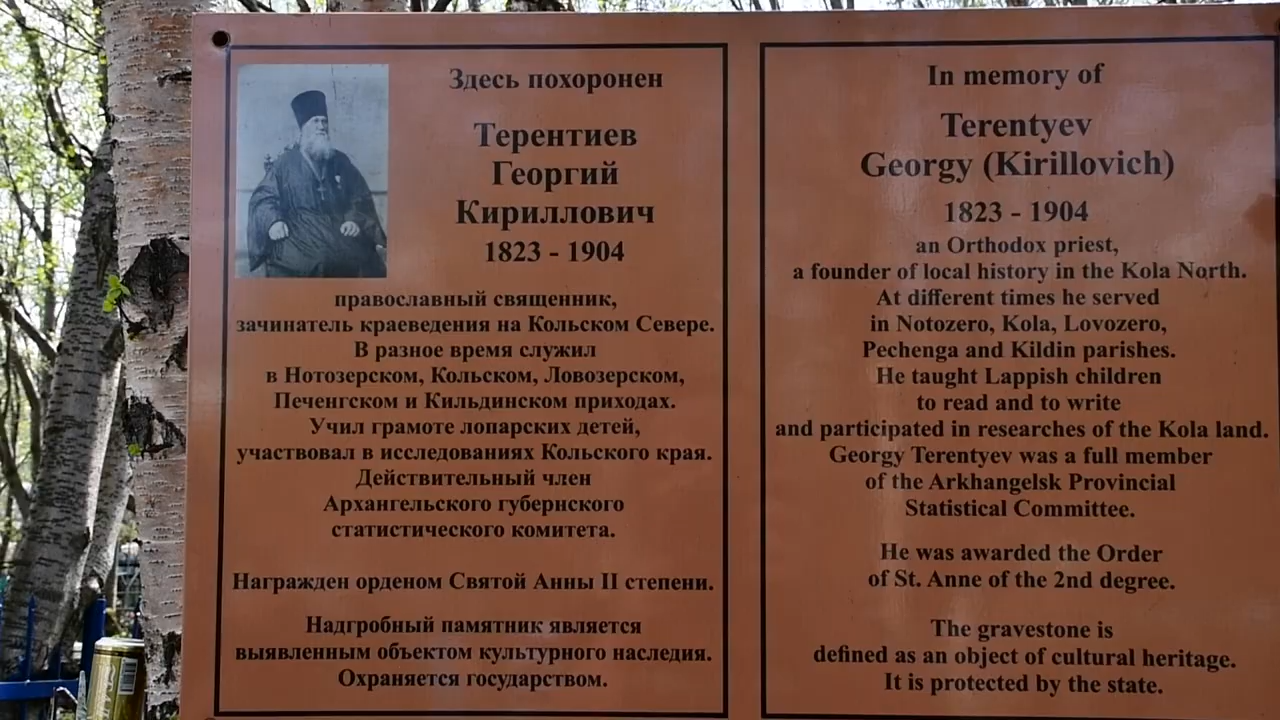 Здесь похоронен
Терентиев
Георгий
Кириллович
1823 - 1904
православный священник,
зачинатель краеведения на Кольском Севере.
В разное время служил
в Нотозерском, Кольском, Ловозерском,
Печенгском и Кильдинском приходах.
Учил грамоте лопарских детей,
участвовал в исследованиях Кольского края.
Действительный член
Архангельского губернского
статистического комитета.
Награжден орденом Святой Анны II степени.
Надгробный памятник является
выявленным объектом культурного наследия.
Охраняется государством.
In memory of
Terentyev
Georgy (Kirillovich)
1823 - 1904
an Orthodox priest,
a founder of local history in the Kola North.
At different times he served
in Notozero, Kola, Lovozero,
Pechenga and Kildin parishes.
He taught Lappish children
to read and to write
and participated in researches of the Kola land.
Georgy Terentyev was a full member
of the Arkhangelsk Provincial
Statistical Committee.
He was awarded the Order
of St. Anne of the 2nd degree.
The gravestone is
defined as an object of cultural heritage.
It is protected by the state.